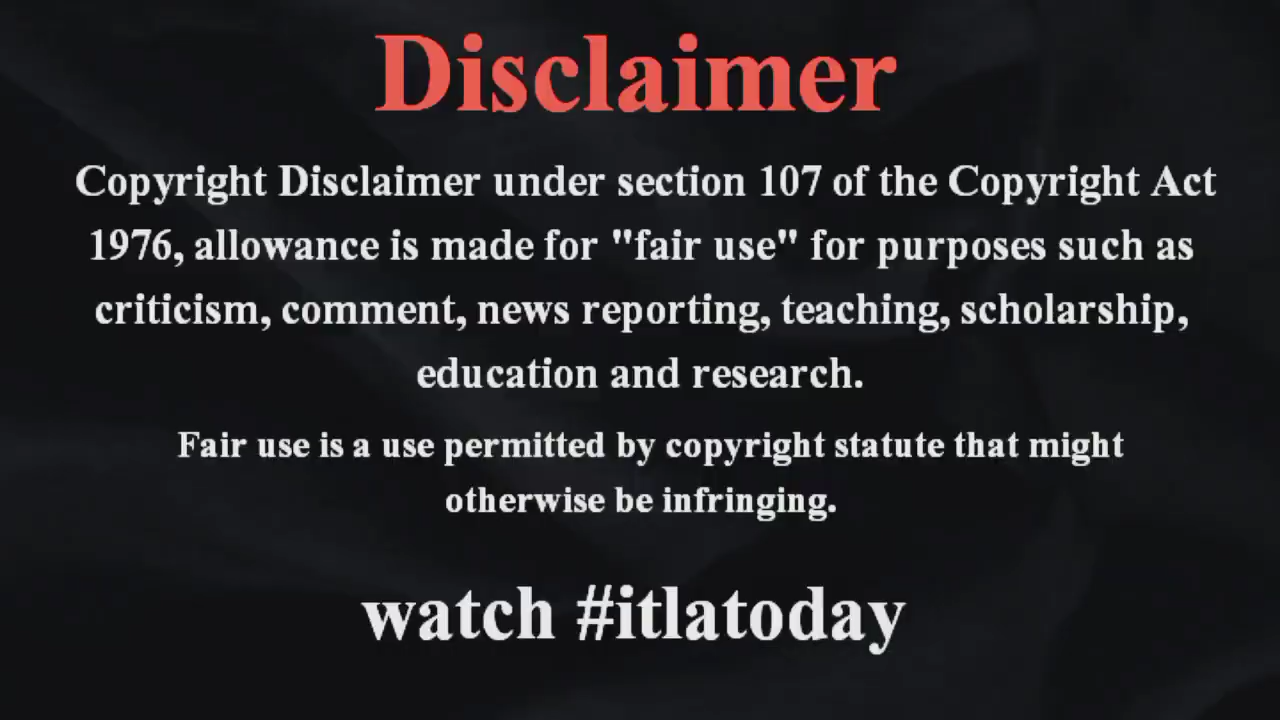 Disclaimer
Copyright Disclaimer under section 107 of the Copyright Act
1976, allowance is made for "fair use" for purposes such as
criticism, comment, news reporting, teaching, scholarship,
education and research.
Fair use is a use permitted by copyright statute that might
otherwise be infringing.
watch #itlatoday